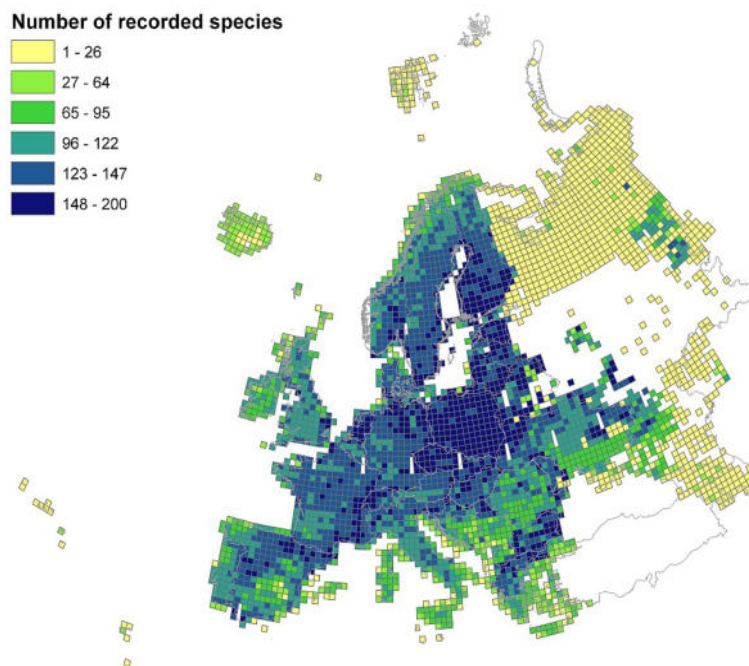 Number of recorded species
1 - 26
27 - 64
65 - 95
96 - 122
123 - 147
148 - 200